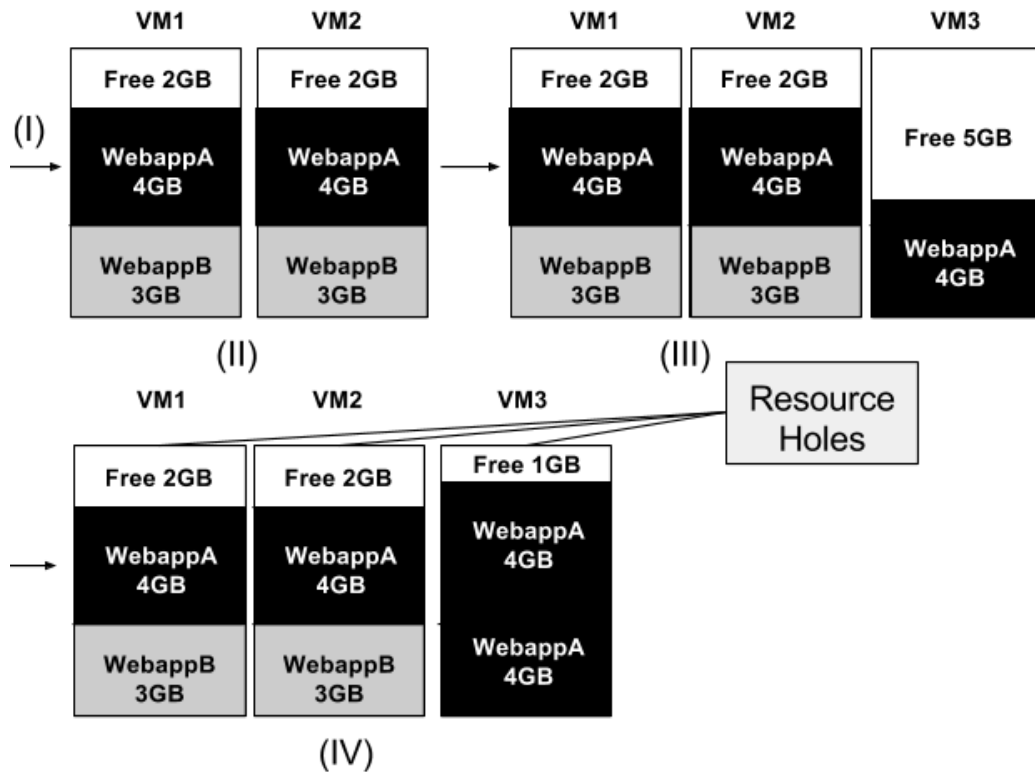 VM1 VM2 VM1 VM2 VM3
Free 2GB Free 2GB Free 2GB Free 2GB
(I)
Free 5GB
WebappA WebappA WebappA WebappA
4GB 4GB 4GB 4GB
WebappA
4GB
WebappB WebappB WebappB WebappB
3GB 3GB 3GB 3GB
(II) (III)
VM1 VM2 VM3
Resource
Holes
Free 2GB Free 2GB Free 1GB
WebappA
4GB
WebappA WebappA
4GB 4GB
WebappA
4GB
WebappB WebappB
3GB 3GB
(IV)